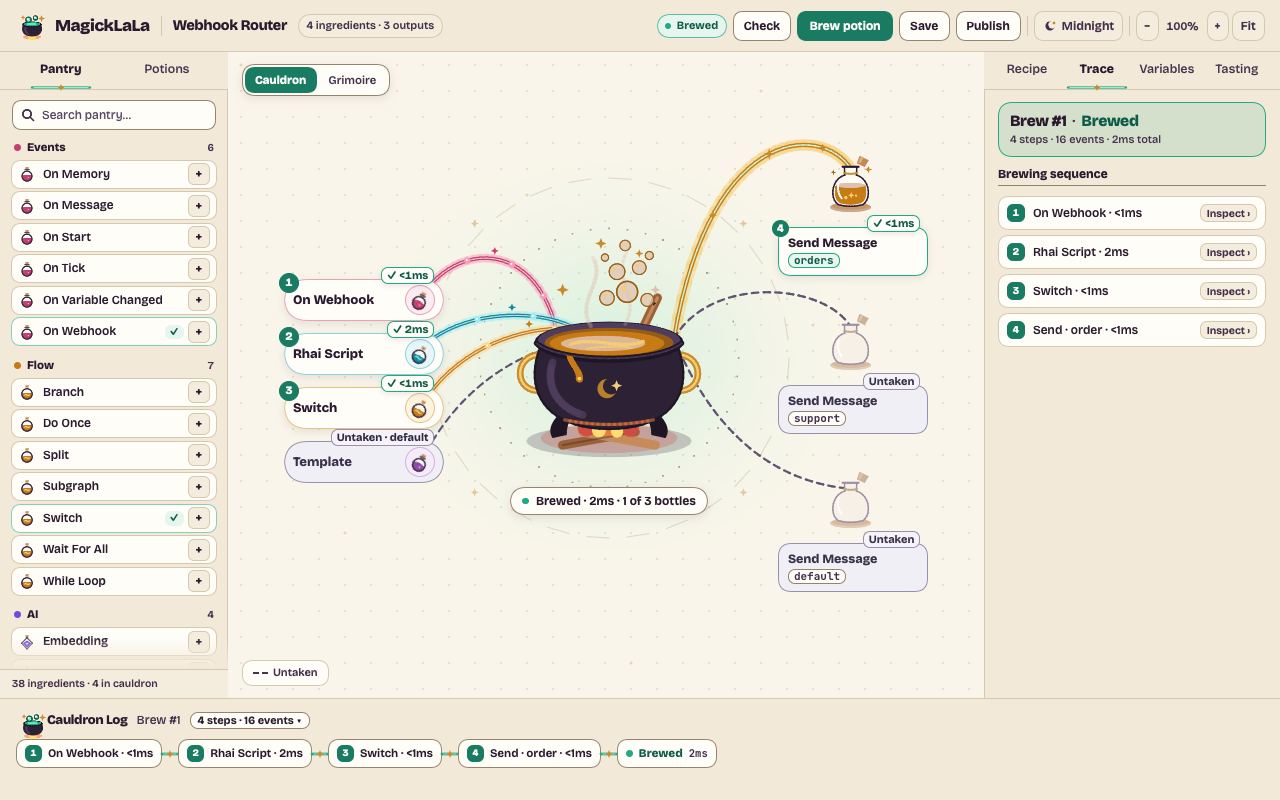 MagickLaLa
Webhook Router
4 ingredients · 3 outputs
Brewed
Check
Brew potion
Save
Publish
Midnight
−
100%
+
Fit
Pantry
Potions
Search pantry…
Events 6
On Memory +
On Message +
On Start +
On Tick +
On Variable Changed +
On Webhook ✓ +
Flow 7
Branch +
Do Once +
Split +
Subgraph +
Switch ✓ +
Wait For All +
While Loop +
AI 4
Embedding +
38 ingredients · 4 in cauldron
Cauldron
Grimoire
1
✓ <1ms
On Webhook
2
✓ 2ms
Rhai Script
3
✓ <1ms
Switch
Untaken · default
Template
Brewed · 2ms · 1 of 3 bottles
4
✓ <1ms
Send Message
orders
Untaken
Send Message
support
Untaken
Send Message
default
Untaken
Recipe
Trace
Variables
Tasting
Brew #1 · Brewed
4 steps · 16 events · 2ms total
Brewing sequence
1 On Webhook · <1ms Inspect ›
2 Rhai Script · 2ms Inspect ›
3 Switch · <1ms Inspect ›
4 Send · order · <1ms Inspect ›
Cauldron Log
Brew #1
4 steps · 16 events ▾
1 On Webhook · <1ms
2 Rhai Script · 2ms
3 Switch · <1ms
4 Send · order · <1ms
Brewed 2ms